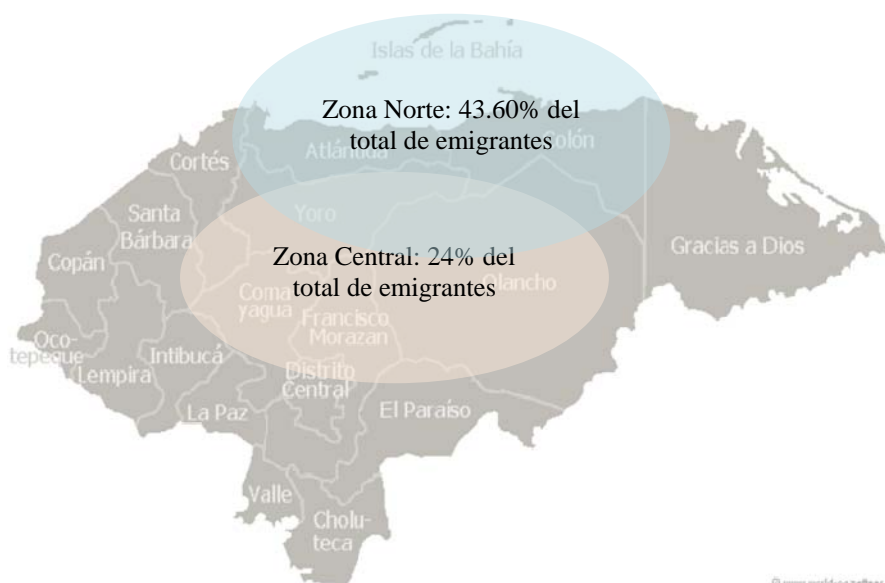 Islas de la Bahía
Zona Norte: 43.60% del
total de emigrantes
Atlántida
Colón
Cortés
Yoro
Santa
Bárbara
Copán
Gracias a Dios
Zona Central: 24% del
total de emigrantes
Olancho
Coma
yagua
Francisco
Morazan
Oco-
tepeque
Intibucá
Lempira
Distrito
Central
La Paz
El Paraíso
Valle
Cholu-
teca